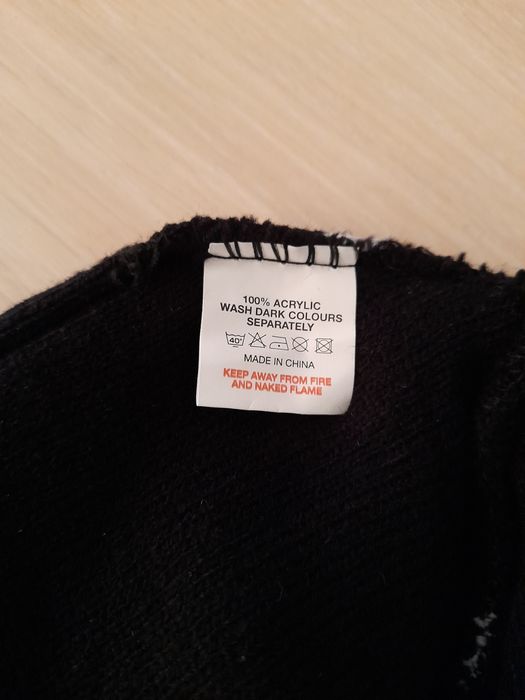 100% ACRYLIC
WASH DARK COLOURS
SEPARATELY
40°
MADE IN CHINA
KEEP AWAY FROM FIRE
AND NAKED FLAME